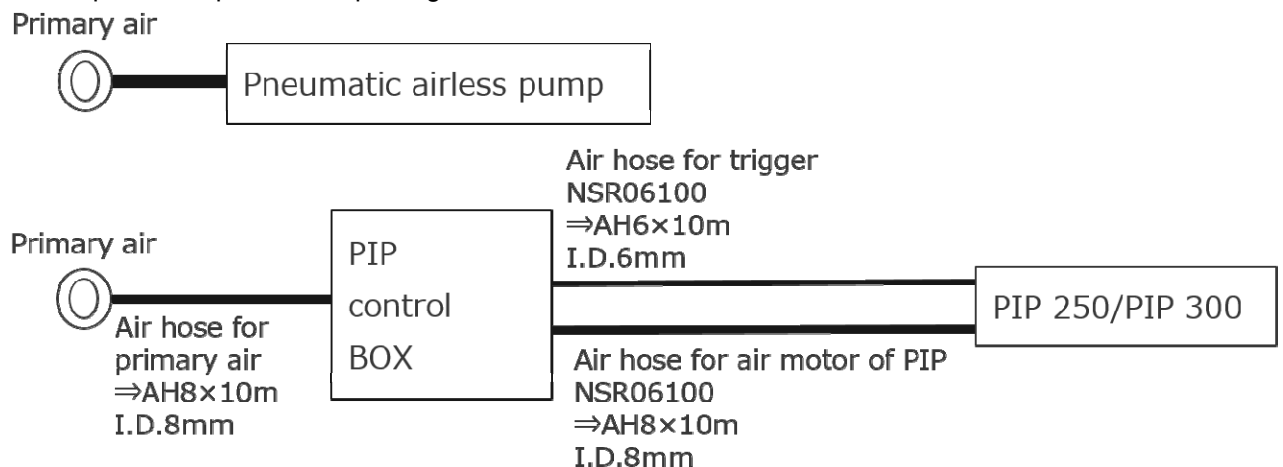 Primary air
Pneumatic airless pump
Air hose for trigger
NSR06100
⇒AH6×10m
I.D.6mm
Primary air
PIP
control
BOX
PIP 250/PIP 300
Air hose for
primary air
⇒AH8×10m
I.D.8mm
Air hose for air motor of PIP
NSR06100
⇒AH8×10m
I.D.8mm